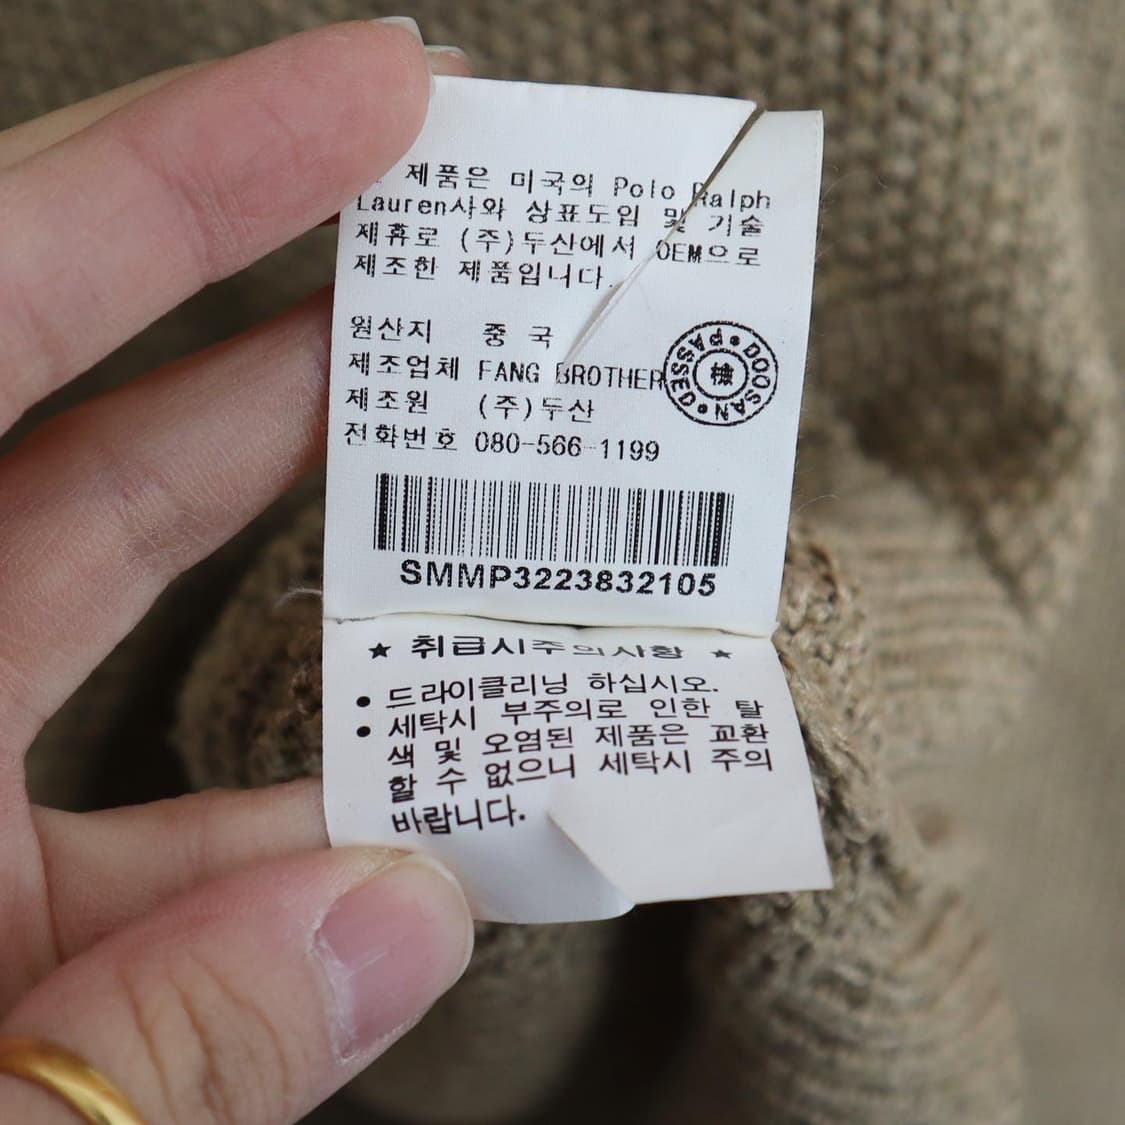 제품은 미국의 Polo Ralph
Lauren사와 상표도입 및 기술
제휴로 (주)두산에서 OEM으로
제조한 제품입니다.
원산지 중국
제조업체 FANG BROTHER
제조원 (주)두산
전화번호 080-566-1199
DOOSAN PASSED
檢
SMMP3223832105
★ 취급시주의사항 ★
● 드라이클리닝 하십시오.
● 세탁시 부주의로 인한 탈
색 및 오염된 제품은 교환
할 수 없으니 세탁시 주의
바랍니다.